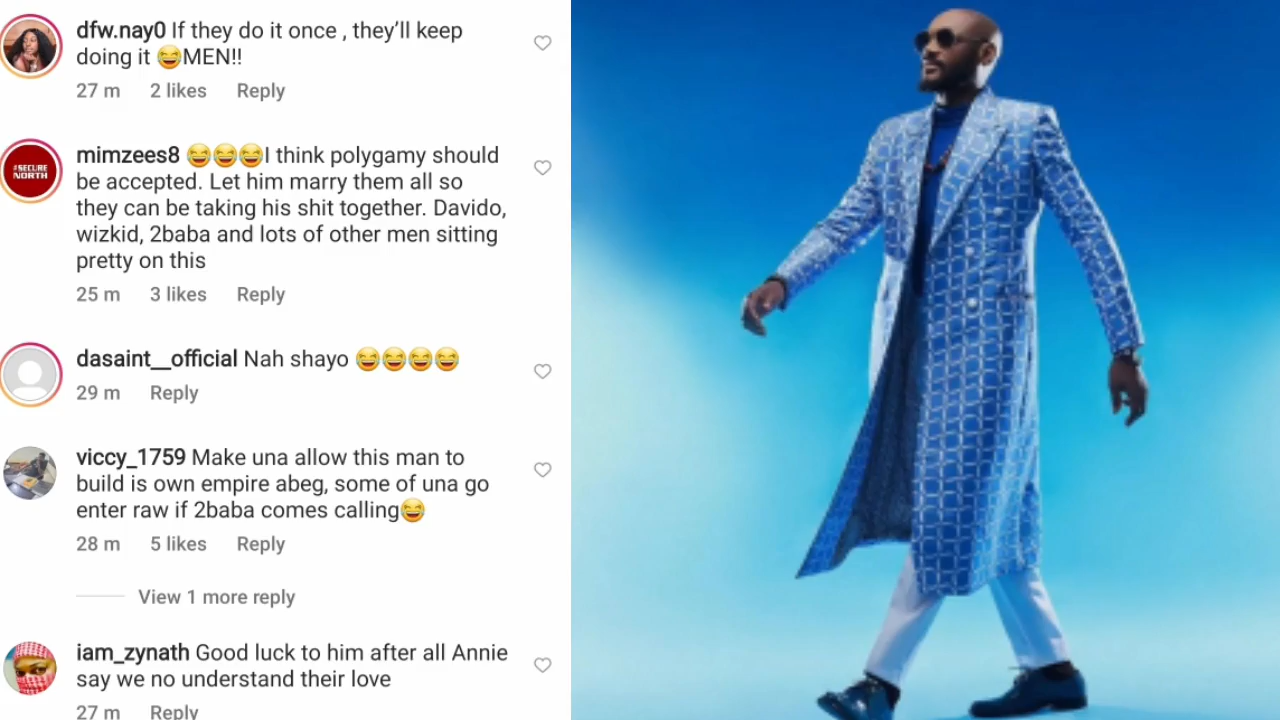 dfw.nay0 If they do it once , they’ll keep
doing it 😂MEN!!
27 m 2 likes Reply
#SECURE
NORTH
mimzees8 😂😂😂I think polygamy should
be accepted. Let him marry them all so
they can be taking his shit together. Davido,
wizkid, 2baba and lots of other men sitting
pretty on this
25 m 3 likes Reply
dasaint__official Nah shayo 😂😂😂😂
29 m Reply
viccy_1759 Make una allow this man to
build is own empire abeg, some of una go
enter raw if 2baba comes calling😂
28 m 5 likes Reply
View 1 more reply
iam_zynath Good luck to him after all Annie
say we no understand their love
27 m Reply